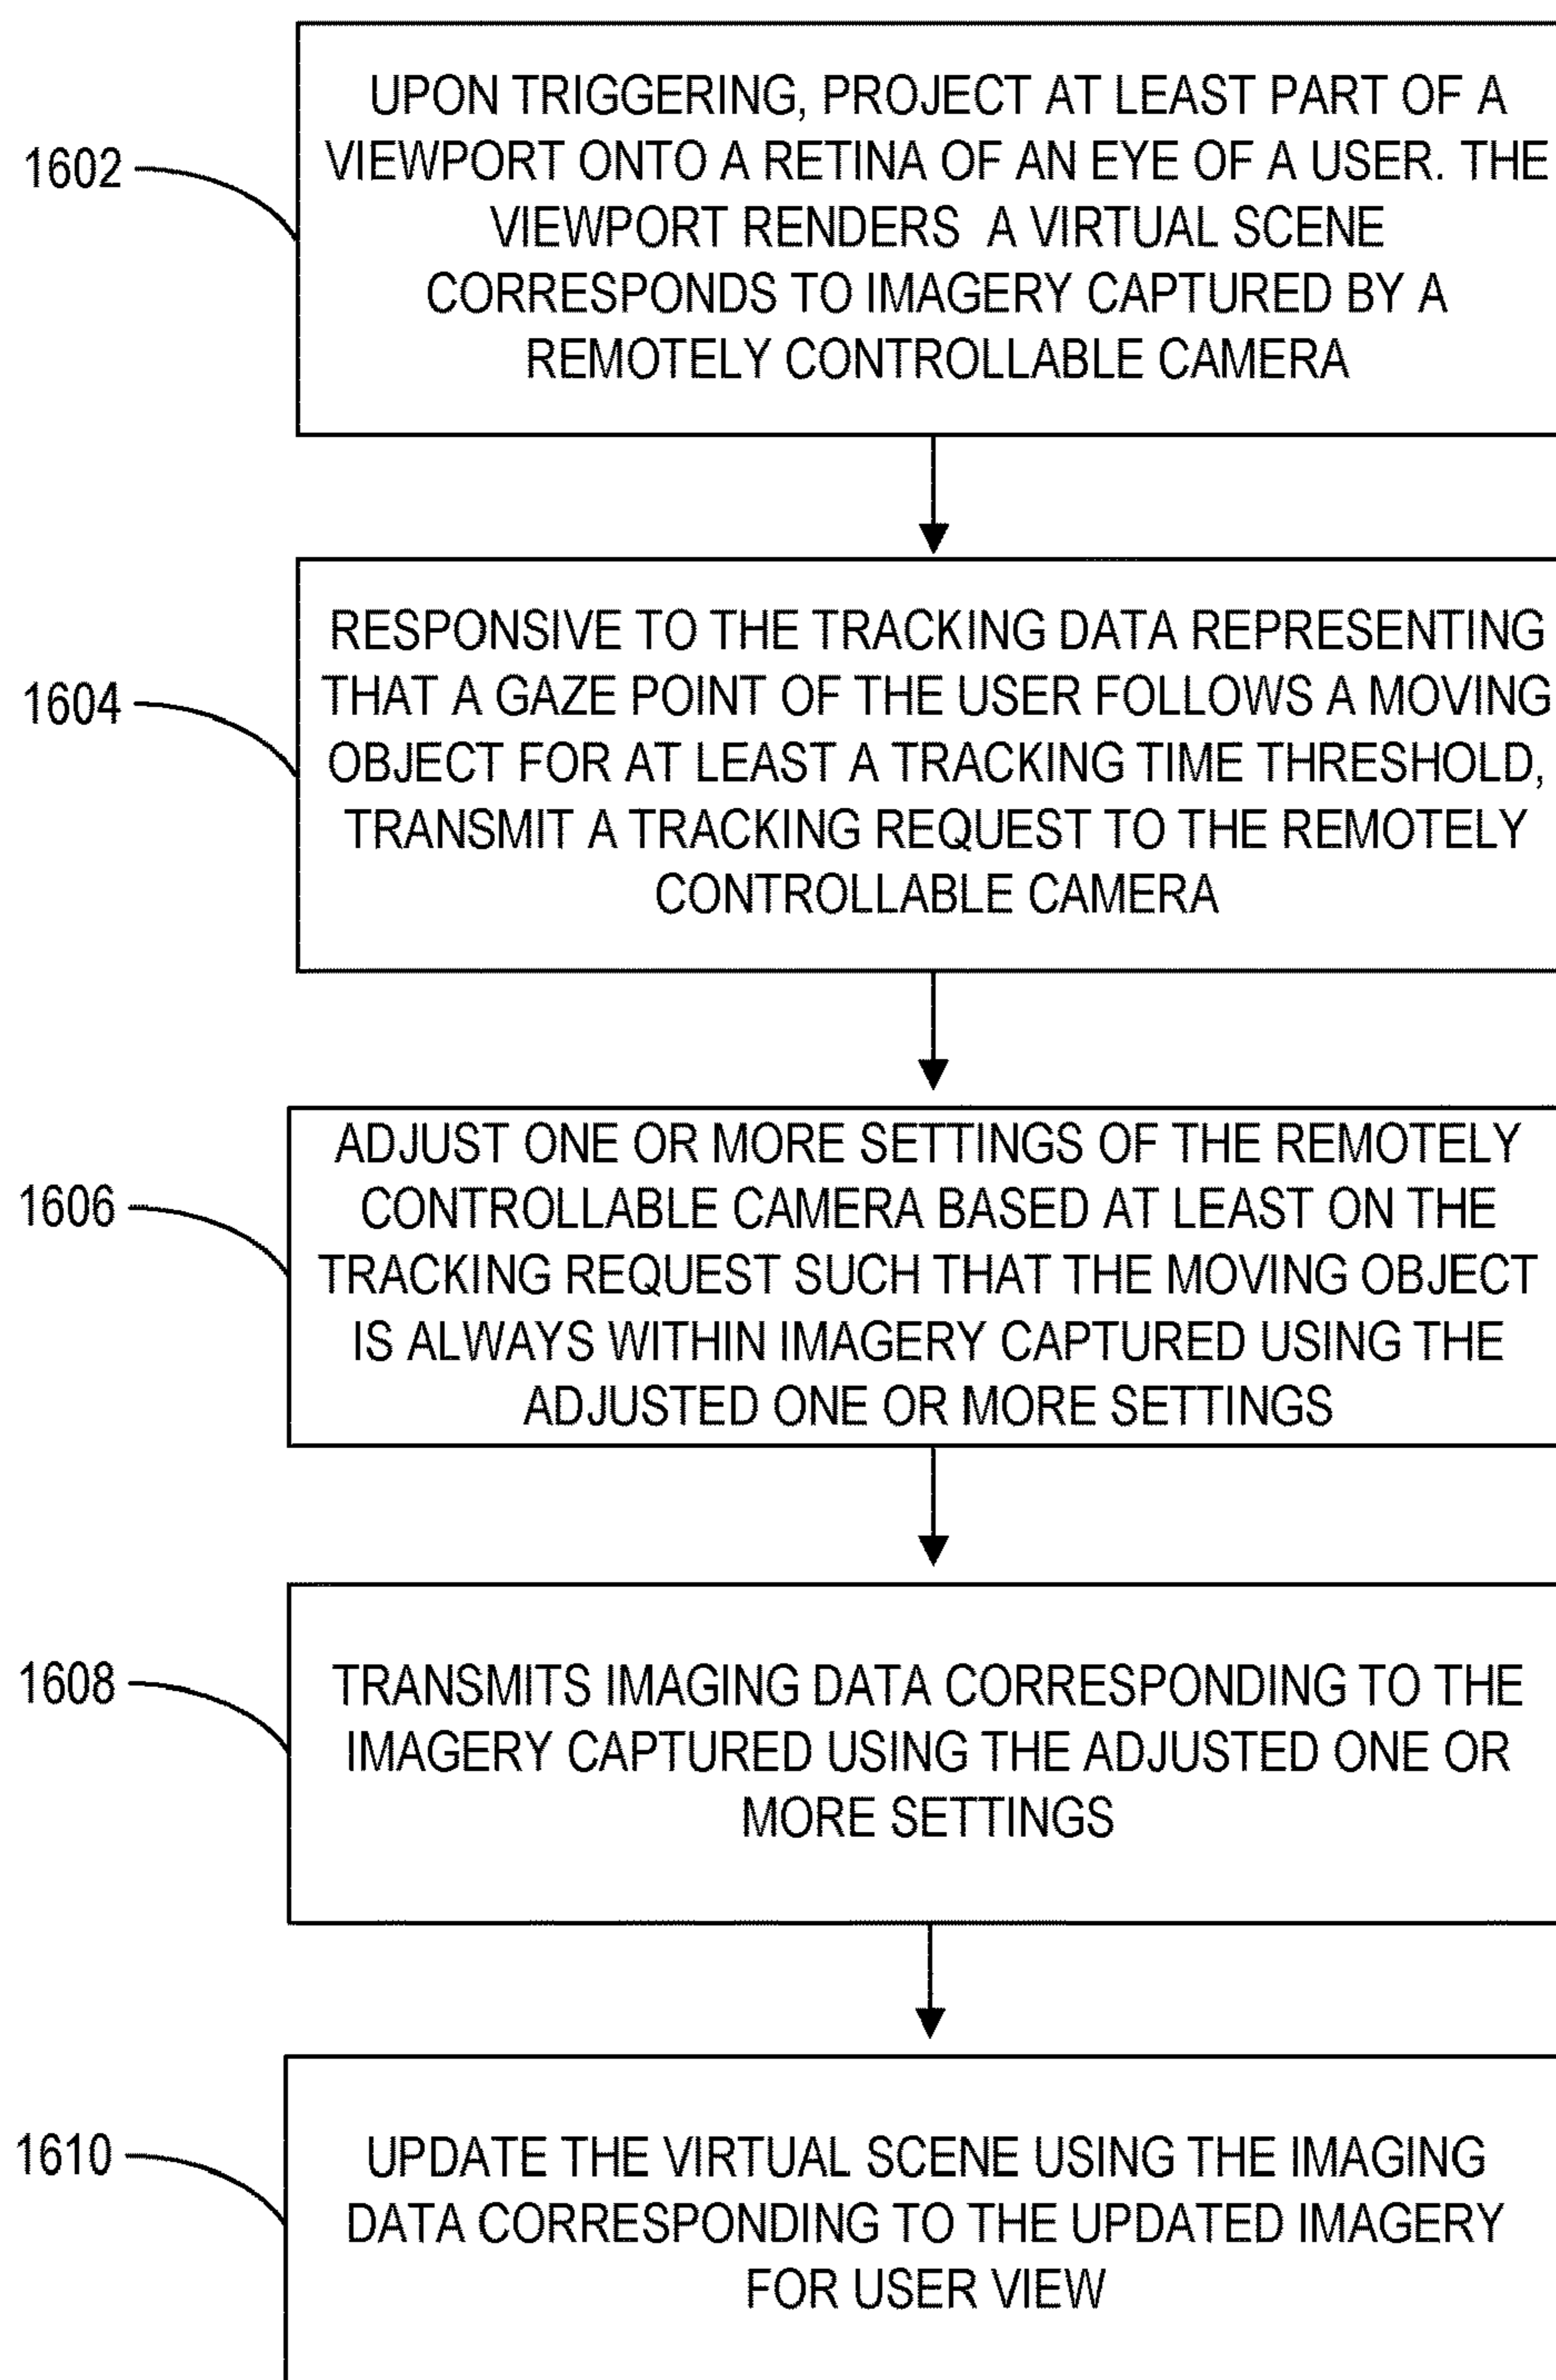 UPON TRIGGERING, PROJECT AT LEAST PART OF A
1602
VIEWPORT ONTO A RETINA OF AN EYE OF A USER. THE
VIEWPORT RENDERS A VIRTUAL SCENE
CORRESPONDS TO IMAGERY CAPTURED BY A
REMOTELY CONTROLLABLE CAMERA
RESPONSIVE TO THE TRACKING DATA REPRESENTING
1604
THAT A GAZE POINT OF THE USER FOLLOWS A MOVING
OBJECT FOR AT LEAST A TRACKING TIME THRESHOLD,
TRANSMIT A TRACKING REQUEST TO THE REMOTELY
CONTROLLABLE CAMERA
ADJUST ONE OR MORE SETTINGS OF THE REMOTELY
1606
CONTROLLABLE CAMERA BASED AT LEAST ON THE
TRACKING REQUEST SUCH THAT THE MOVING OBJECT
IS ALWAYS WITHIN IMAGERY CAPTURED USING THE
ADJUSTED ONE OR MORE SETTINGS
1608
TRANSMITS IMAGING DATA CORRESPONDING TO THE
IMAGERY CAPTURED USING THE ADJUSTED ONE OR
MORE SETTINGS
1610
UPDATE THE VIRTUAL SCENE USING THE IMAGING
DATA CORRESPONDING TO THE UPDATED IMAGERY
FOR USER VIEW